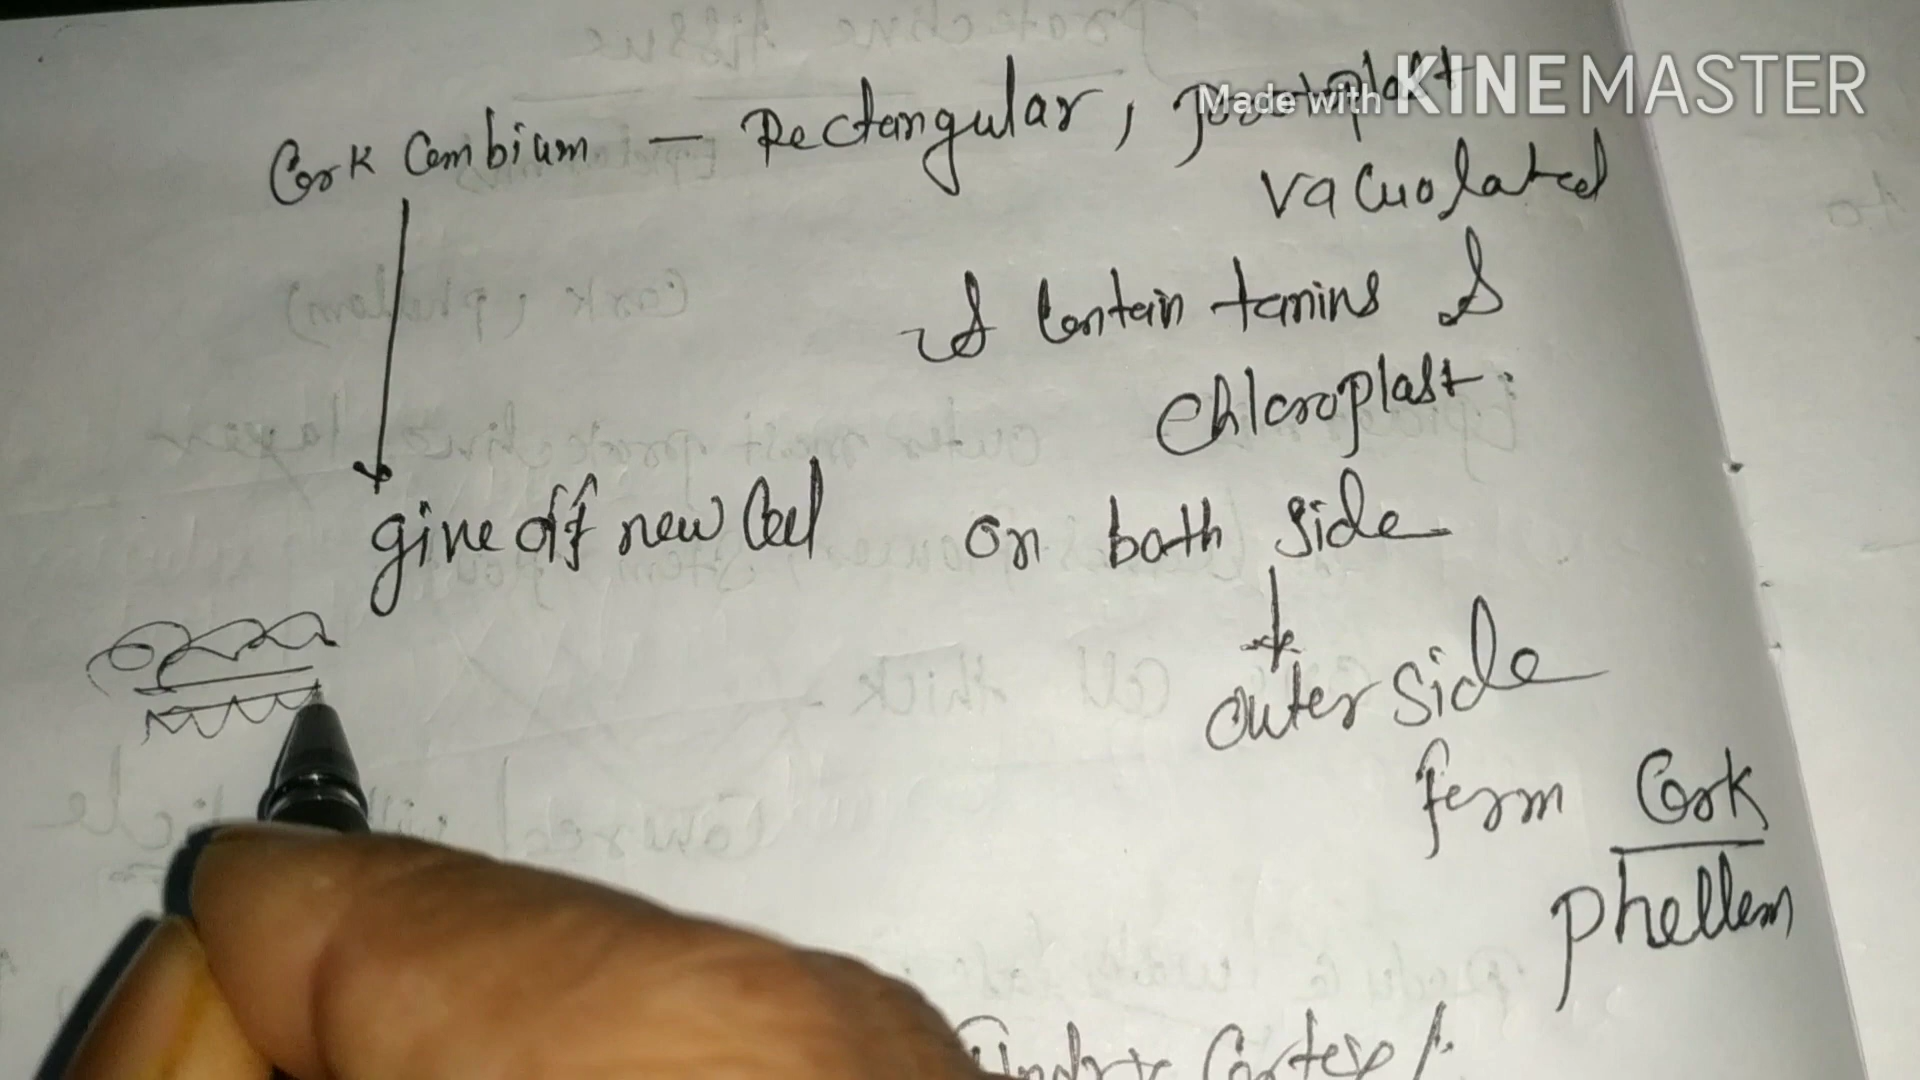 Made with KINEMASTER
Cork Cambium — Rectangular, protoplast
vacuolated
& Contain tanins &
chloroplast.
give off new Cell on both side
outer side
form Cork
phellem
Cortex